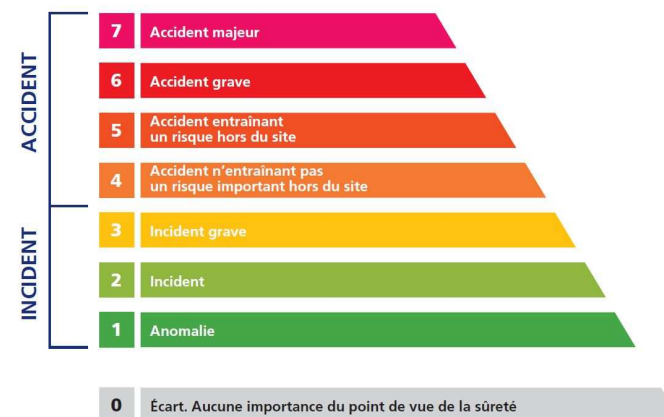 ACCIDENT
7 Accident majeur
6 Accident grave
5 Accident entraînant
un risque hors du site
4 Accident n'entraînant pas
un risque important hors du site
INCIDENT
3 Incident grave
2 Incident
1 Anomalie
0 Écart. Aucune importance du point de vue de la sûreté